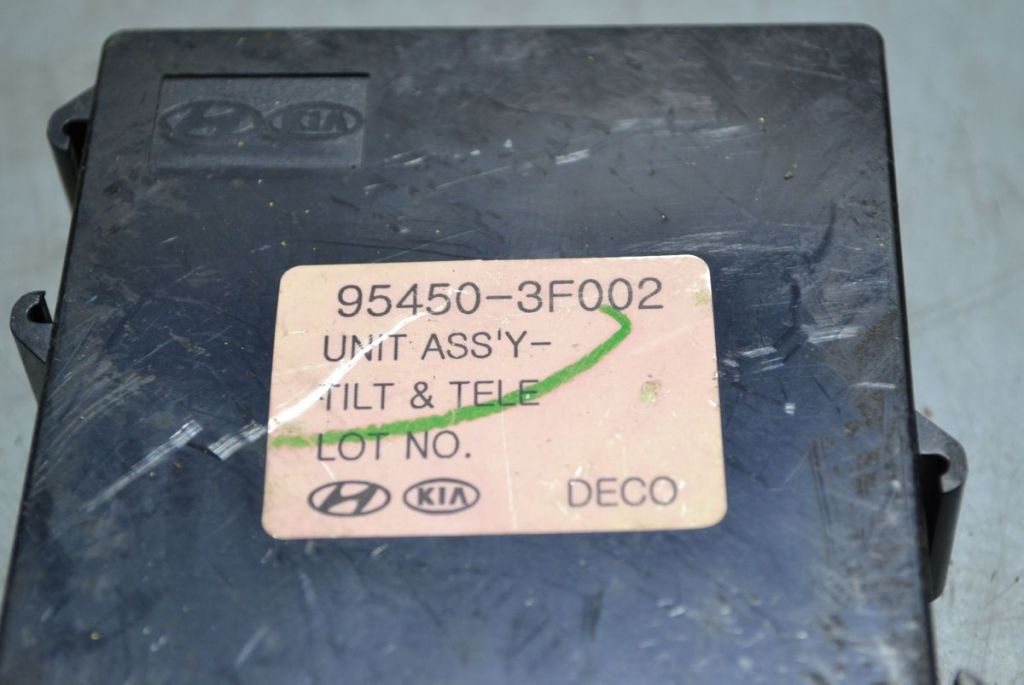 KIA
95450-3F002
UNIT ASS'Y-
TILT & TELE
LOT NO.
KIA DECO